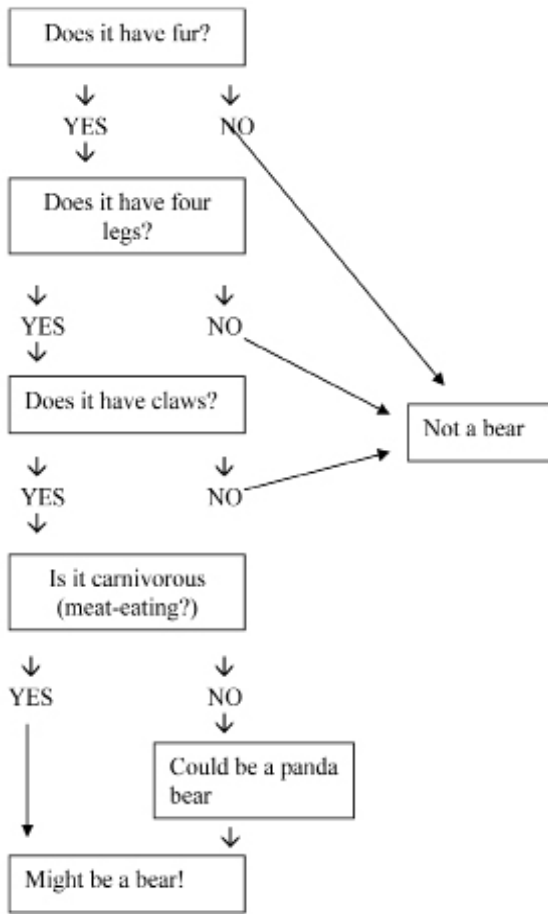 Does it have fur?
YES NO
Does it have four
legs?
YES NO
Does it have claws?
Not a bear
YES NO
Is it carnivorous
(meat-eating?)
YES NO
Could be a panda
bear
Might be a bear!